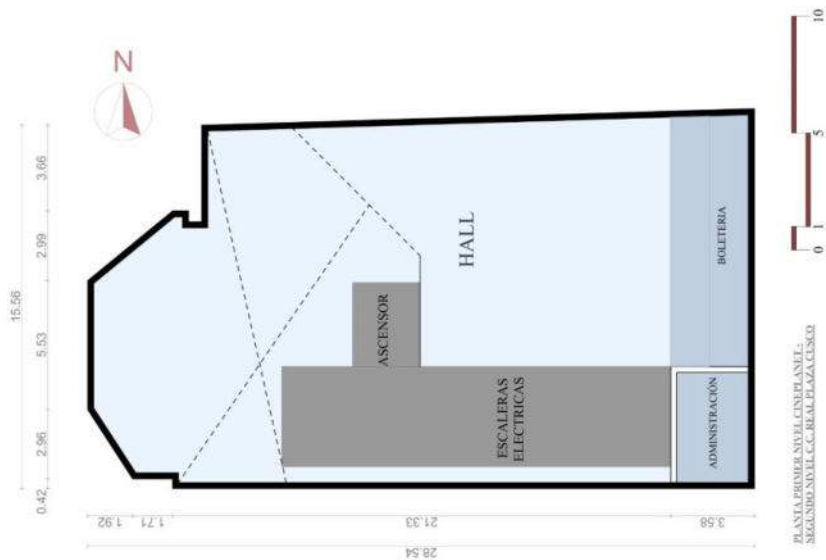 N
15.56
0.42
2.96
5.53
2.99
3.66
28.54
1.92
1.71
21.33
3.58
HALL
ASCENSOR
ESCALERAS
ELECTRICAS
ADMINISTRACIÓN
BOLETERIA
0
1
5
10
PLANTA PRIMER NIVEL CINEPLANET -
SEGUNDO NIVEL C.C. REAL PLAZA CUSCO